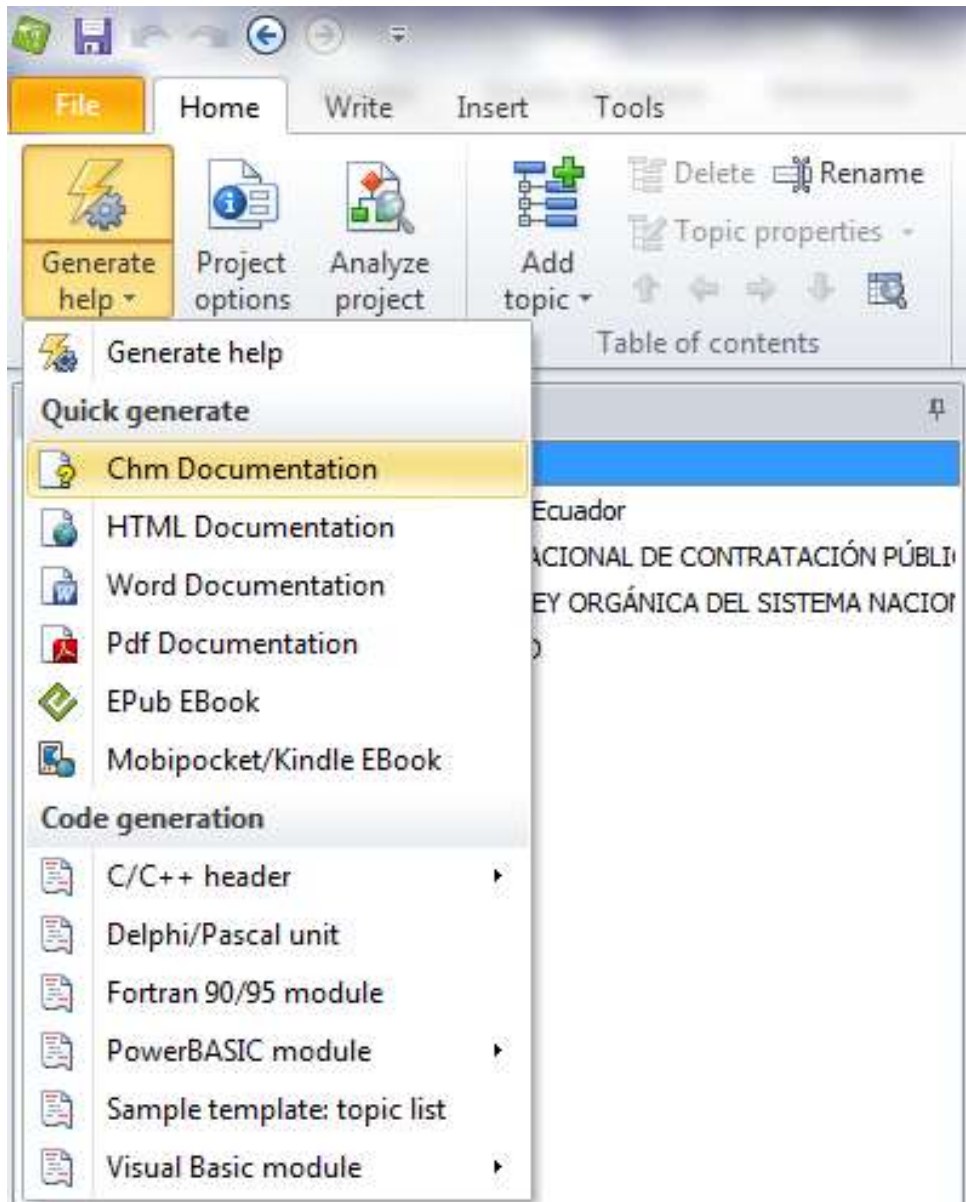 File Home Write Insert Tools
Delete Rename
Topic properties
Generate help Project options Analyze project Add topic
Table of contents
Generate help
Quick generate
Chm Documentation
HTML Documentation
Ecuador
Word Documentation
ACIONAL DE CONTRATACIÓN PÚBLI
EY ORGÁNICA DEL SISTEMA NACIO
Pdf Documentation
EPub EBook
Mobipocket/Kindle EBook
Code generation
C/C++ header
Delphi/Pascal unit
Fortran 90/95 module
PowerBASIC module
Sample template: topic list
Visual Basic module